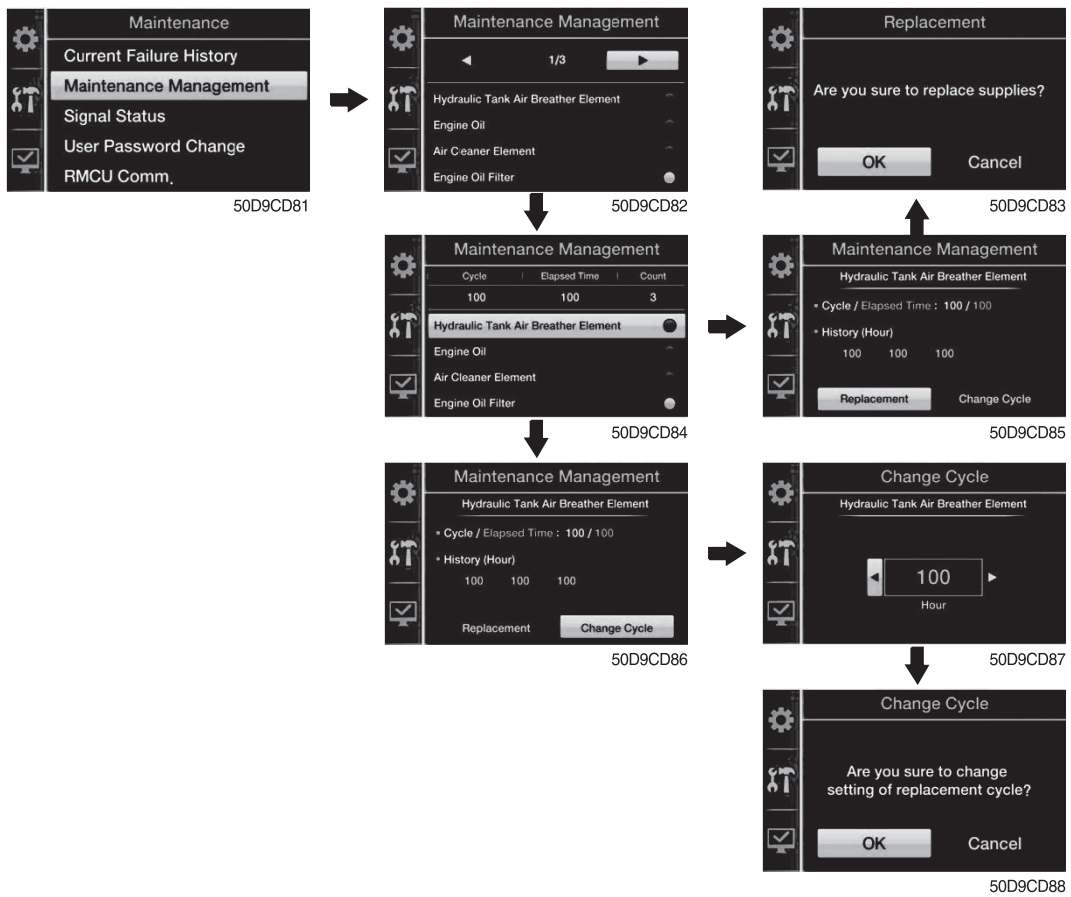 Maintenance
Current Failure History
Maintenance Management
Signal Status
User Password Change
RMCU Comm.
50D9CD81
Maintenance Management
◀ 1/3 ▶
Hydraulic Tank Air Breather Element
Engine Oil
Air Cleaner Element
Engine Oil Filter
50D9CD82
Replacement
Are you sure to replace supplies?
OK Cancel
50D9CD83
Maintenance Management
Cycle Elapsed Time Count
100 100 3
Hydraulic Tank Air Breather Element
Engine Oil
Air Cleaner Element
Engine Oil Filter
50D9CD84
Maintenance Management
Hydraulic Tank Air Breather Element
▪ Cycle / Elapsed Time : 100 / 100
▪ History (Hour)
100 100 100
Replacement Change Cycle
50D9CD85
Maintenance Management
Hydraulic Tank Air Breather Element
▪ Cycle / Elapsed Time : 100 / 100
▪ History (Hour)
100 100 100
Replacement Change Cycle
50D9CD86
Change Cycle
Hydraulic Tank Air Breather Element
◀ 100 ▶
Hour
50D9CD87
Change Cycle
Are you sure to change
setting of replacement cycle?
OK Cancel
50D9CD88